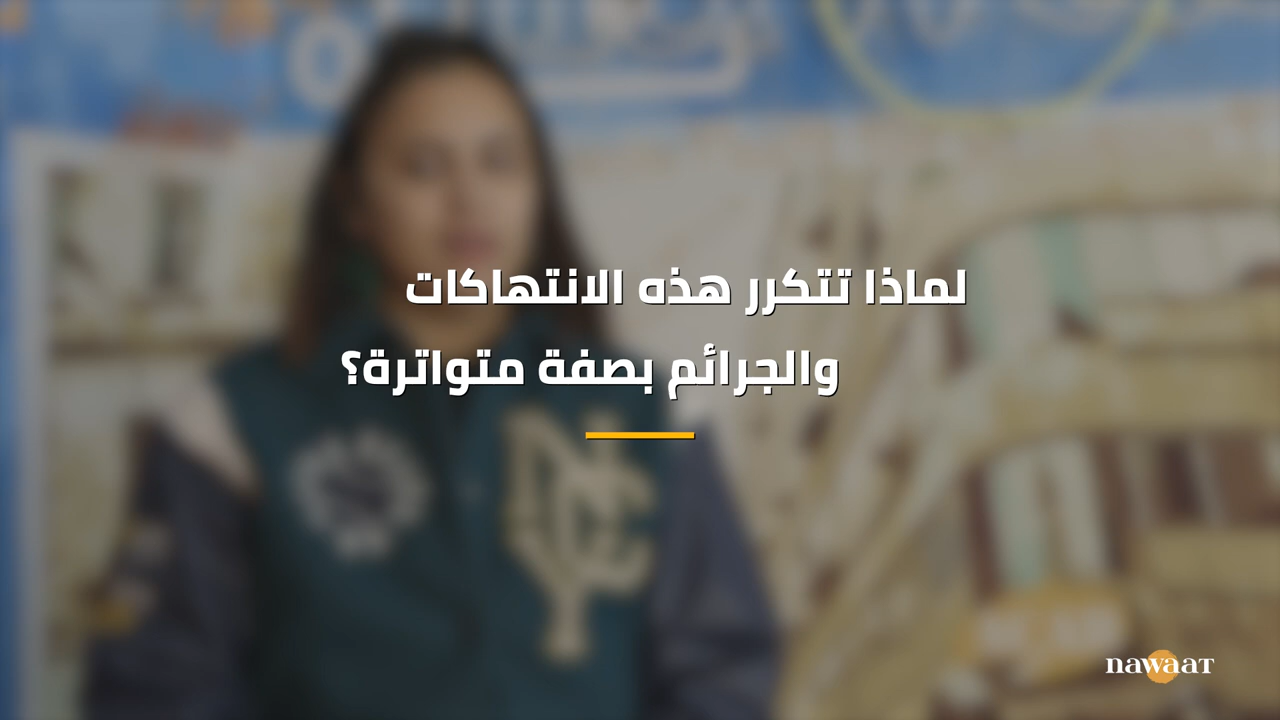 لماذا تتكرر هذه الانتهاكات
والجرائم بصفة متواترة؟
nawaat